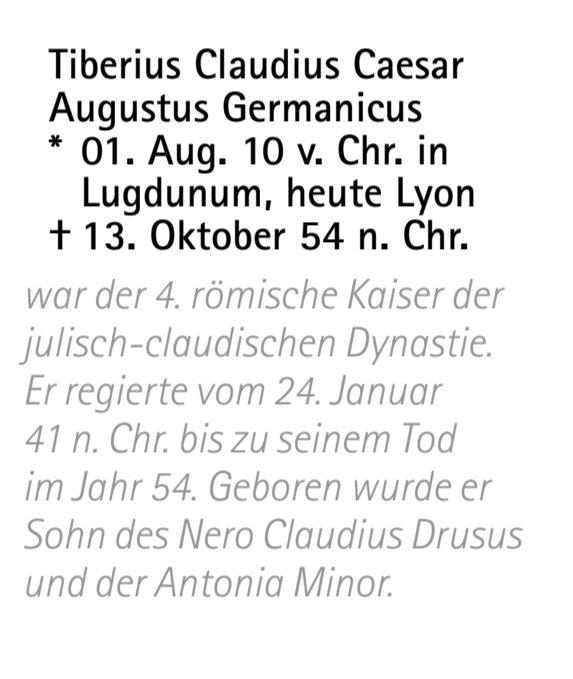 Tiberius Claudius Caesar
Augustus Germanicus
* 01. Aug. 10 v. Chr. in
Lugdunum, heute Lyon
† 13. Oktober 54 n. Chr.
war der 4. römische Kaiser der
julisch-claudischen Dynastie.
Er regierte vom 24. Januar
41 n. Chr. bis zu seinem Tod
im Jahr 54. Geboren wurde er
Sohn des Nero Claudius Drusus
und der Antonia Minor.